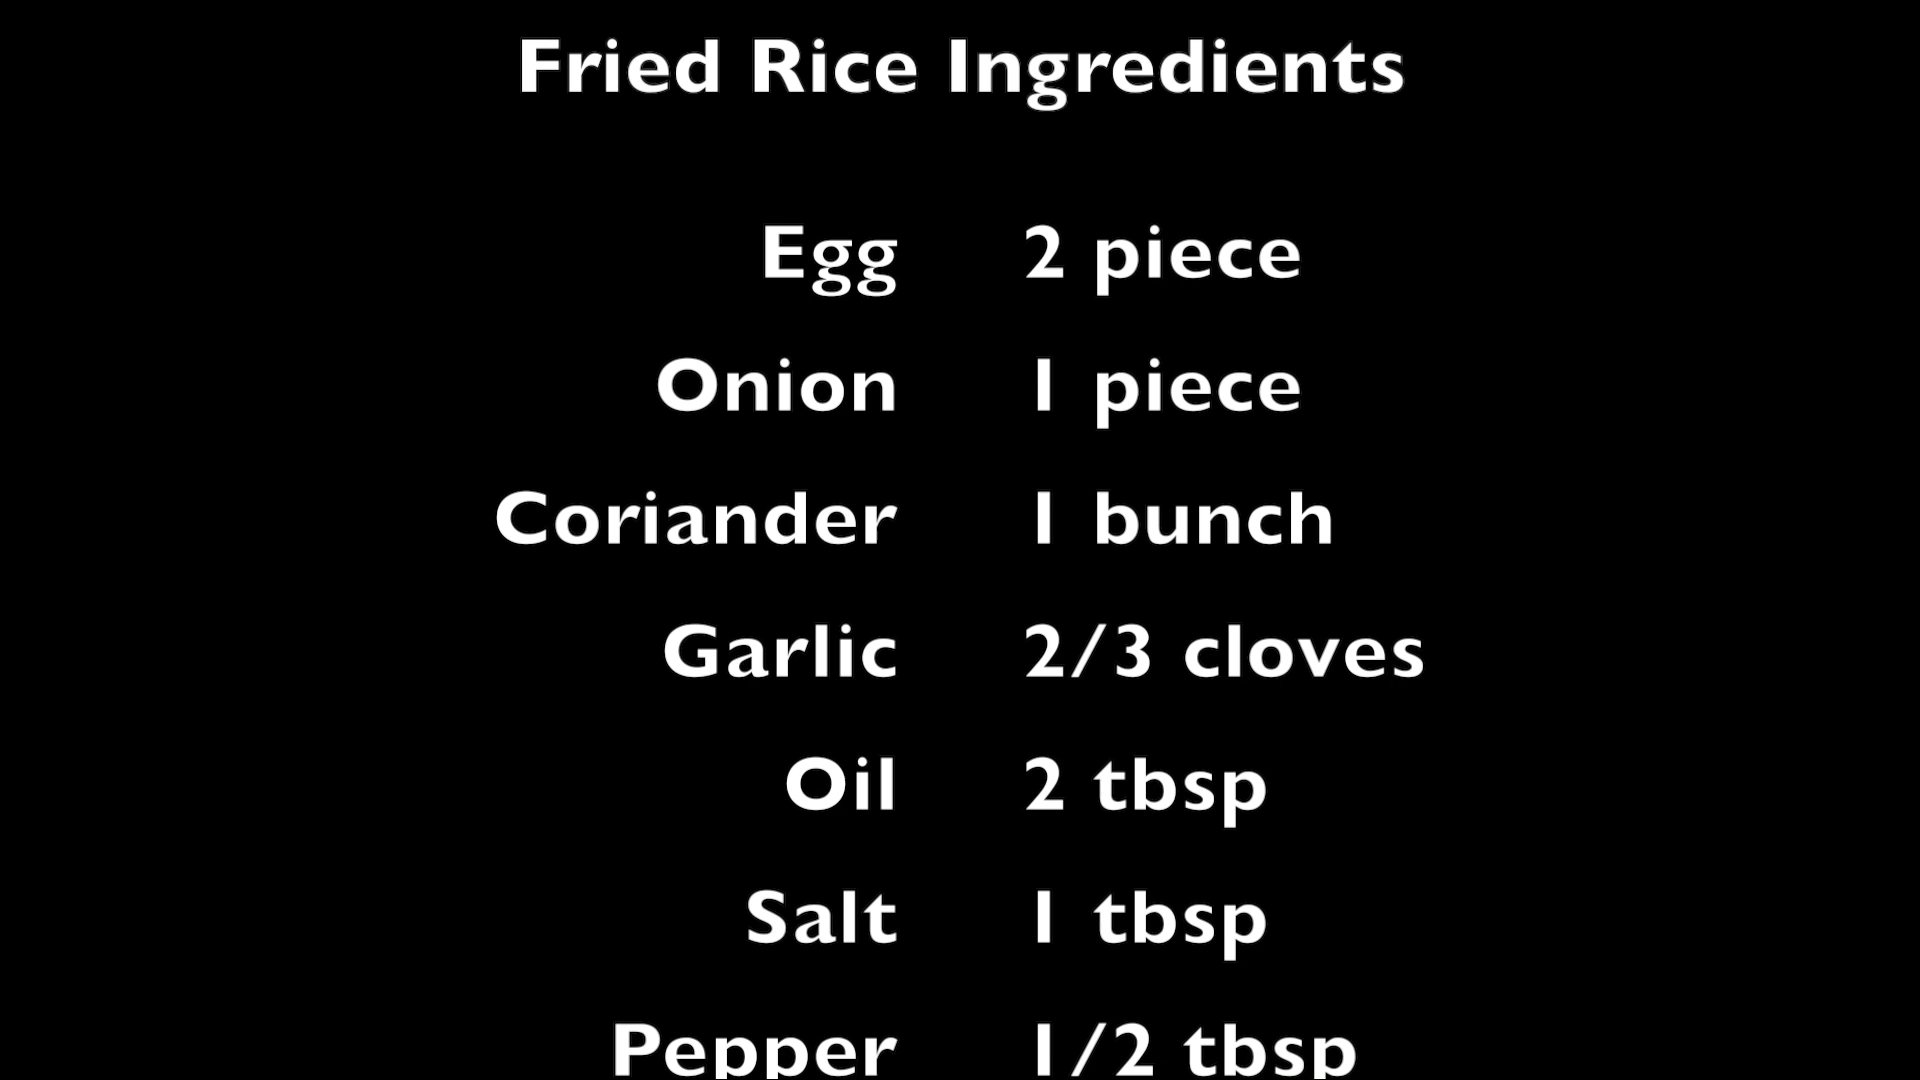 Fried Rice Ingredients
Egg 2 piece
Onion 1 piece
Coriander 1 bunch
Garlic 2/3 cloves
Oil 2 tbsp
Salt 1 tbsp
Pepper 1/2 tbsp